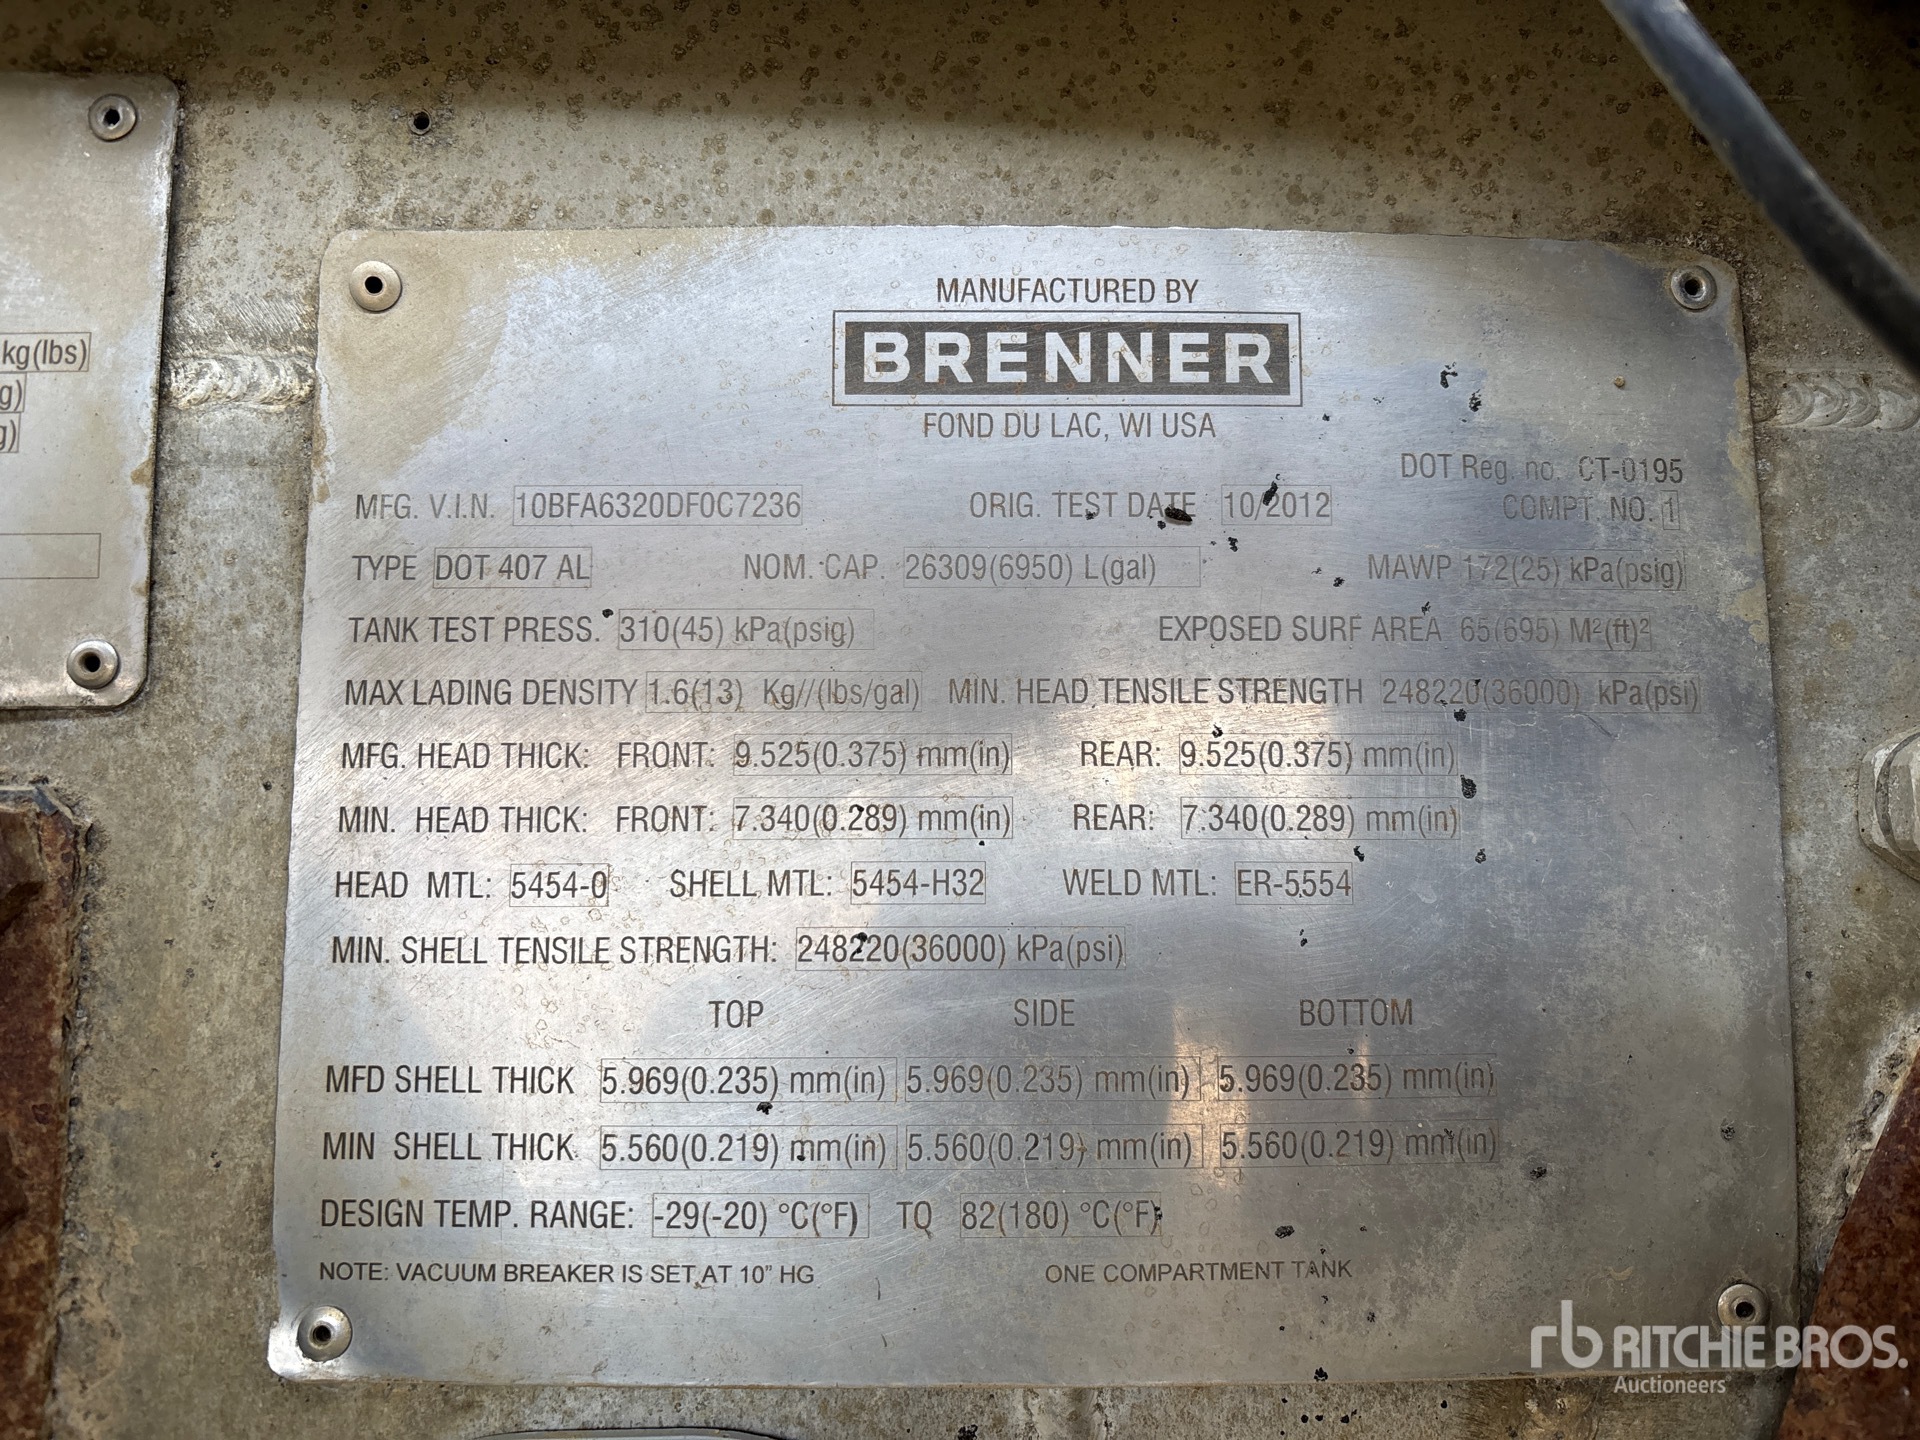 kg(lbs)
g)
g)
MANUFACTURED BY
BRENNER
FOND DU LAC, WI USA
DOT Reg. no. CT-0195
MFG. V.I.N. 10BFA6320DF0C7236 ORIG. TEST DATE 10/2012 COMPT. NO. 1
TYPE DOT 407 AL NOM. CAP. 26309(6950) L(gal) MAWP 172(25) kPa(psig)
TANK TEST PRESS. 310(45) kPa(psig) EXPOSED SURF AREA 65(695) M²(ft)²
MAX LADING DENSITY 1.6(13) Kg//(lbs/gal) MIN. HEAD TENSILE STRENGTH 248220(36000) kPa(psi)
MFG. HEAD THICK: FRONT: 9.525(0.375) mm(in) REAR: 9.525(0.375) mm(in)
MIN. HEAD THICK: FRONT: 7.340(0.289) mm(in) REAR: 7.340(0.289) mm(in)
HEAD MTL: 5454-0 SHELL MTL: 5454-H32 WELD MTL: ER-5554
MIN. SHELL TENSILE STRENGTH: 248220(36000) kPa(psi)
TOP SIDE BOTTOM
MFD SHELL THICK 5.969(0.235) mm(in) 5.969(0.235) mm(in) 5.969(0.235) mm(in)
MIN SHELL THICK 5.560(0.219) mm(in) 5.560(0.219) mm(in) 5.560(0.219) mm(in)
DESIGN TEMP. RANGE: -29(-20) °C(°F) TO 82(180) °C(°F)
NOTE: VACUUM BREAKER IS SET AT 10" HG ONE COMPARTMENT TANK
rb RITCHIE BROS.
Auctioneers